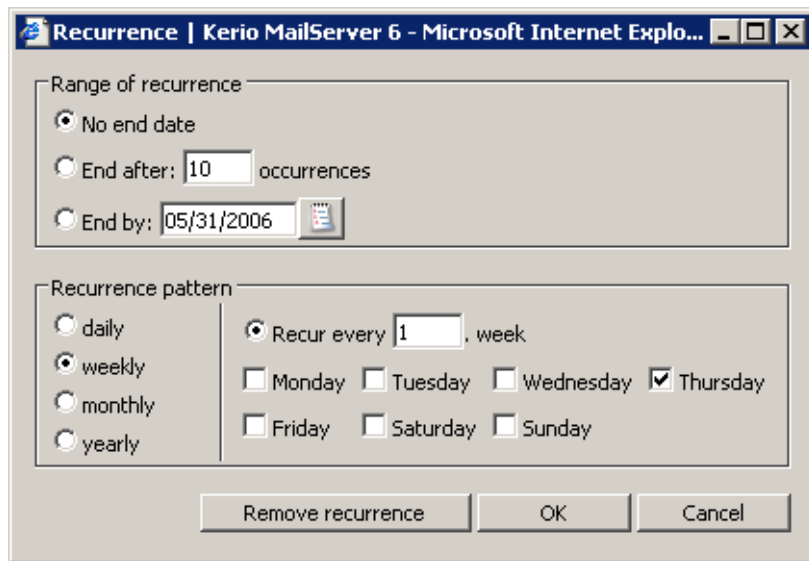 Recurrence | Kerio MailServer 6 - Microsoft Internet Explo...
Range of recurrence
No end date
End after: 10 occurrences
End by: 05/31/2006
Recurrence pattern
daily
weekly
monthly
yearly
Recur every 1 . week
Monday Tuesday Wednesday Thursday
Friday Saturday Sunday
Remove recurrence OK Cancel